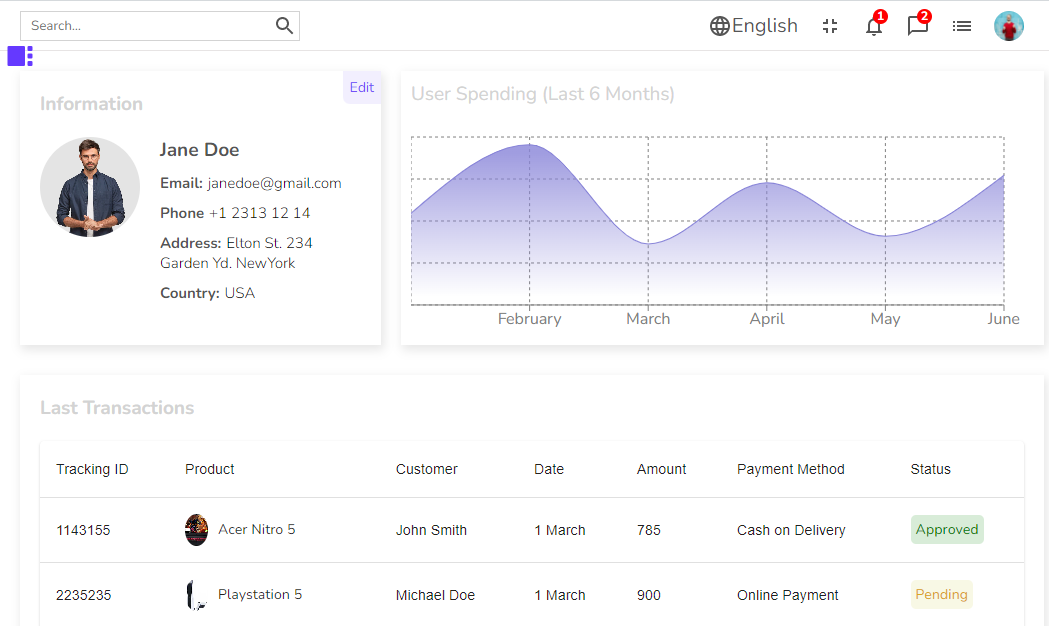 Search...
English
1
2
Edit
Information
Jane Doe
Email: janedoe@gmail.com
Phone +1 2313 12 14
Address: Elton St. 234
Garden Yd. NewYork
Country: USA
User Spending (Last 6 Months)
February March April May June
Last Transactions
Tracking ID Product Customer Date Amount Payment Method Status
1143155 Acer Nitro 5 John Smith 1 March 785 Cash on Delivery Approved
2235235 Playstation 5 Michael Doe 1 March 900 Online Payment Pending